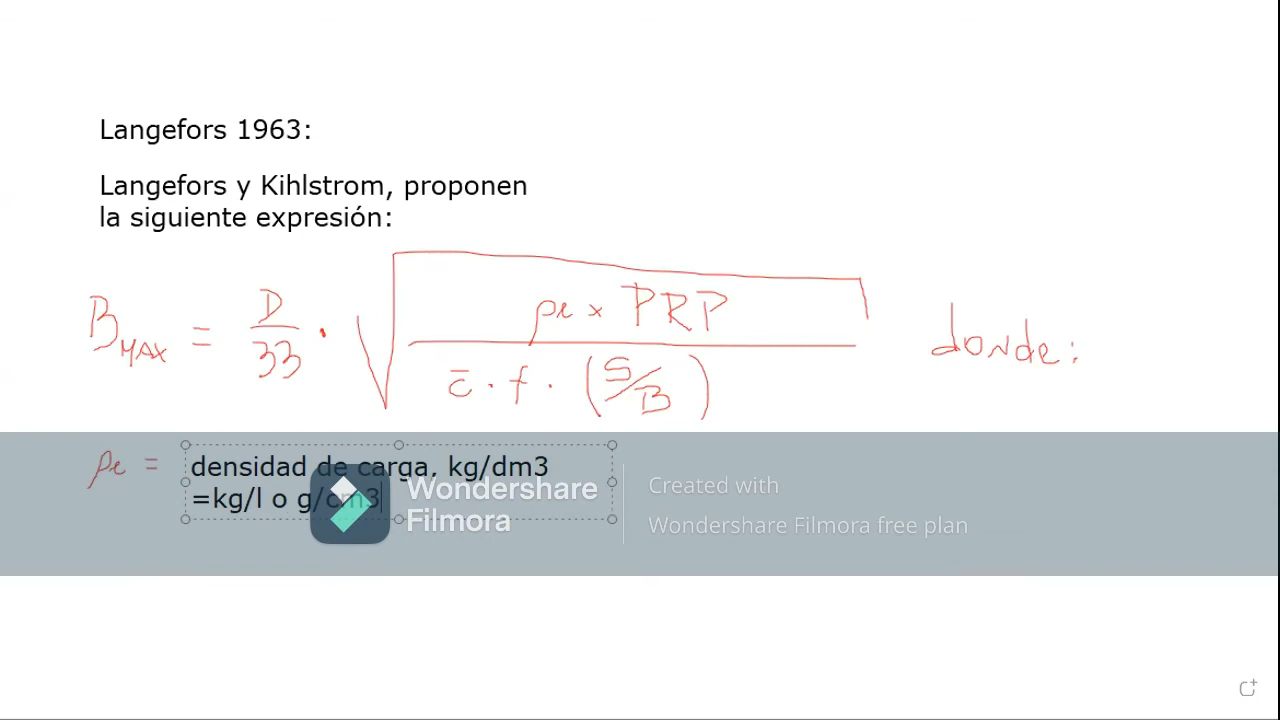 Langefors 1963:
Langefors y Kihlstrom, proponen
la siguiente expresión:
B MAX = D/33 · √( ρe x PRP / c̄ · f · (S/B) ) donde:
ρe = densidad de carga, kg/dm3
=kg/l o g/cm3
Wondershare
Filmora
Created with
Wondershare Filmora free plan